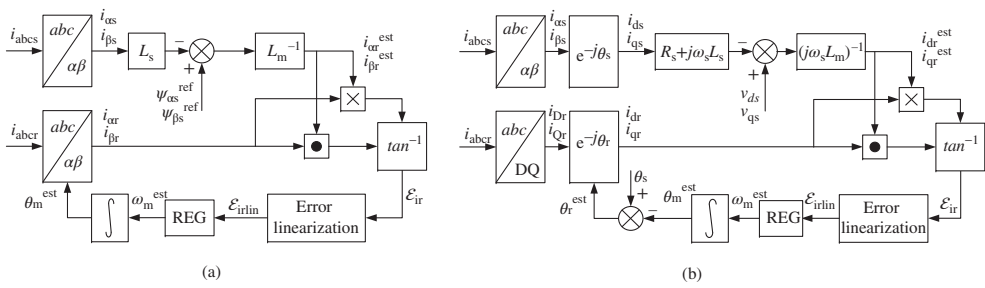 i_abcs
abc
αβ
i_αs
i_βs
L_s
−
+
ψ_αs^ref
ψ_βs^ref
L_m^−1
i_αr^est
i_βr^est
×
i_abcr
abc
αβ
i_αr
i_βr
●
tan^−1
θ_m^est
∫
ω_m^est
REG
ε_irlin
Error
linearization
ε_ir
(a)
i_abcs
abc
αβ
i_αs
i_βs
e^−jθ_s
i_ds
i_qs
R_s+jω_sL_s
−
+
v_ds
v_qs
(jω_sL_m)^−1
i_dr^est
i_qr^est
×
i_abcr
abc
DQ
i_Dr
i_Qr
e^−jθ_r
i_dr
i_qr
●
tan^−1
θ_s
+
−
θ_r^est
θ_m^est
∫
ω_m^est
REG
ε_irlin
Error
linearization
ε_ir
(b)